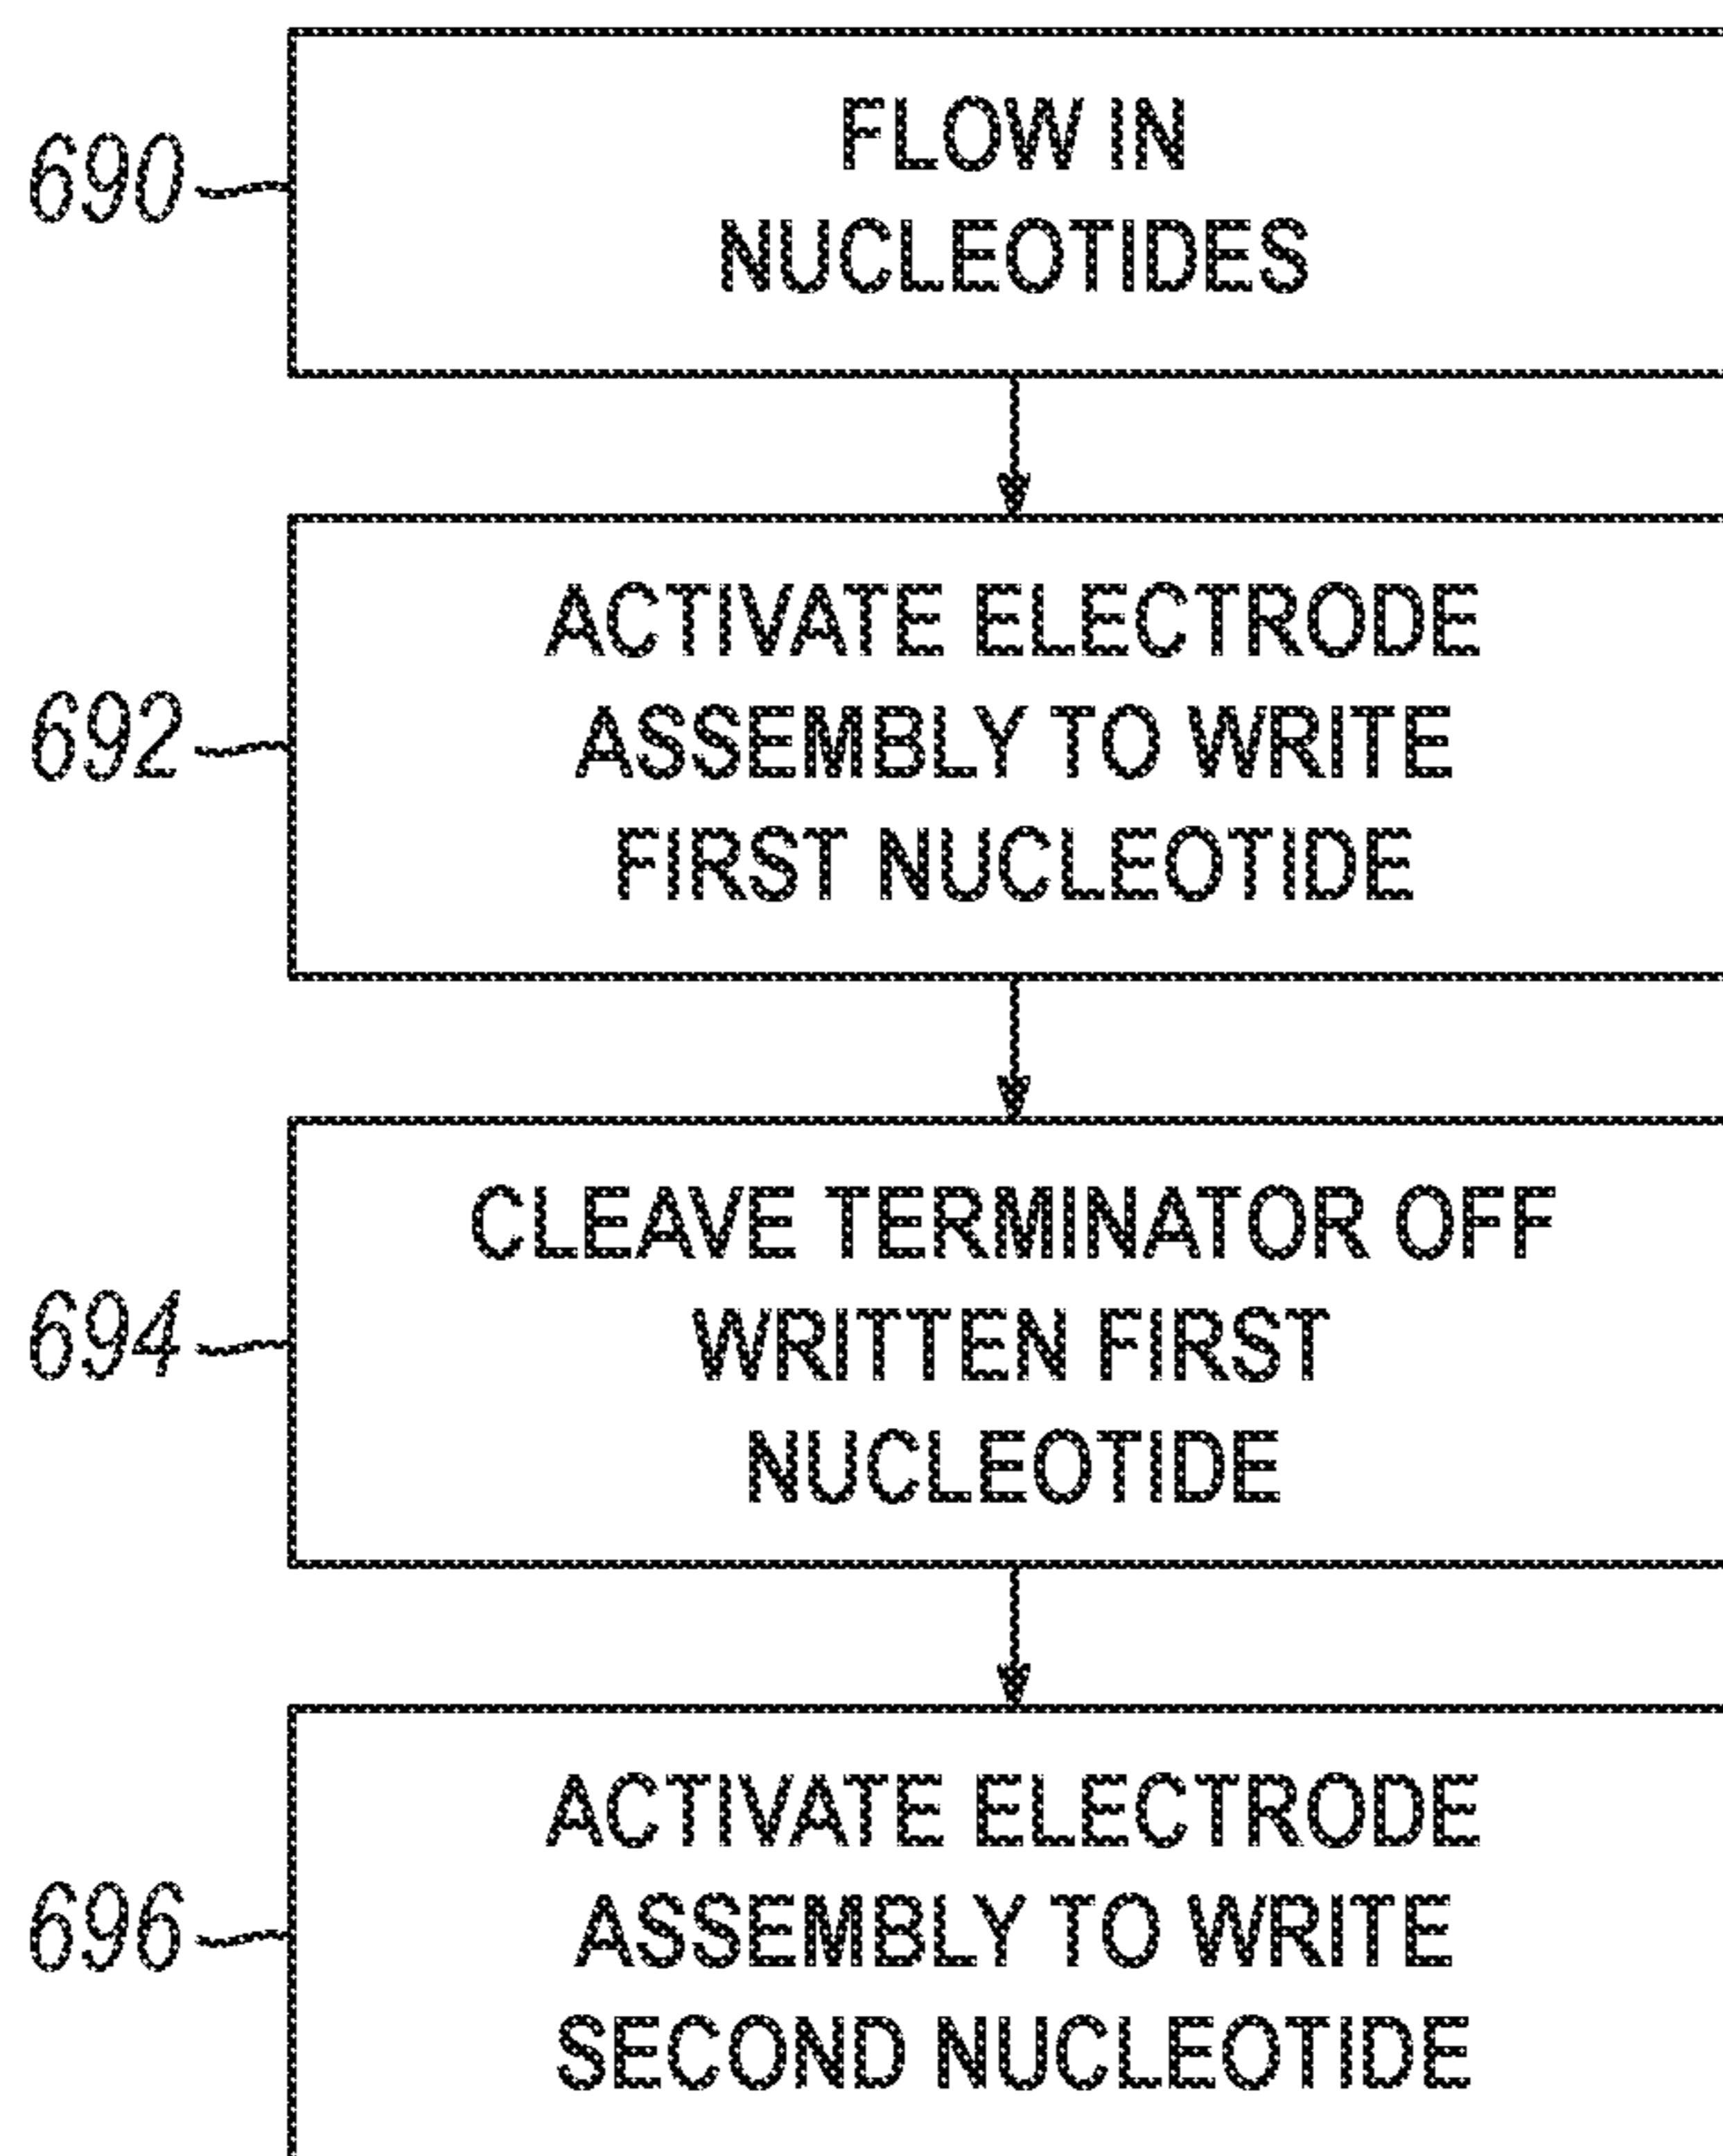 690
FLOW IN
NUCLEOTIDES
692
ACTIVATE ELECTRODE
ASSEMBLY TO WRITE
FIRST NUCLEOTIDE
694
CLEAVE TERMINATOR OFF
WRITTEN FIRST
NUCLEOTIDE
696
ACTIVATE ELECTRODE
ASSEMBLY TO WRITE
SECOND NUCLEOTIDE